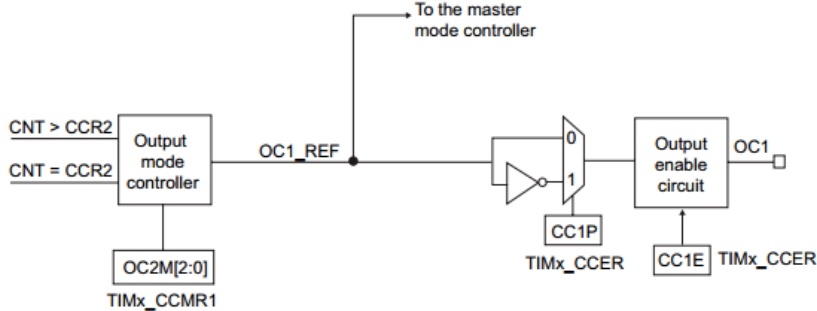 To the master
mode controller
CNT > CCR2
CNT = CCR2
Output
mode
controller
OC1_REF
0
1
Output
enable
circuit
OC1
OC2M[2:0]
TIMx_CCMR1
CC1P
TIMx_CCER
CC1E
TIMx_CCER